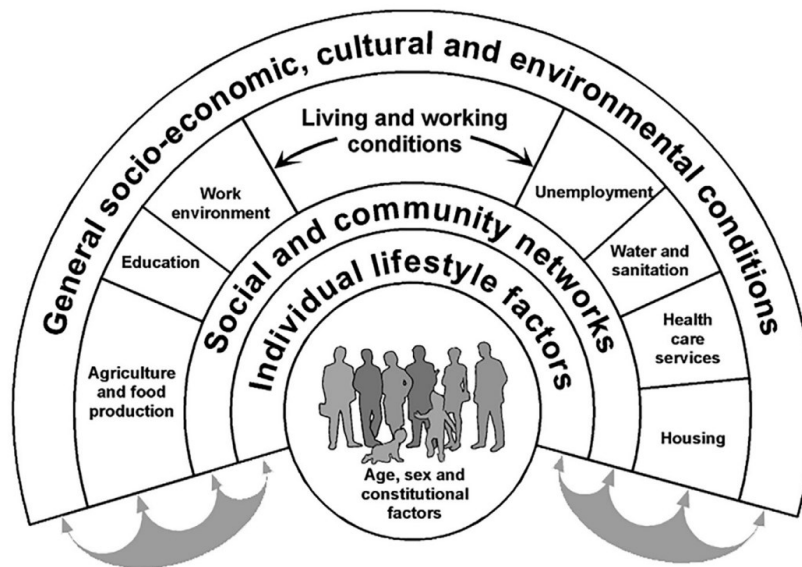 General socio-economic, cultural and environmental conditions
Living and working
conditions
Work
environment
Unemployment
Education
Water and
sanitation
Agriculture
and food
production
Health
care
services
Housing
Social and community networks
Individual lifestyle factors
Age, sex and
constitutional
factors